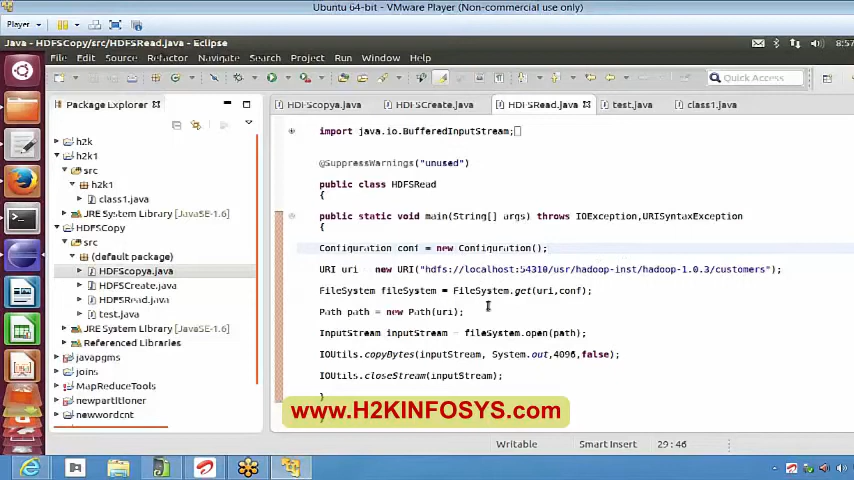 Ubuntu 64-bit - VMware Player (Non-commercial use only)
Player
Java - HDFSCopy/src/HDFSRead.java - Eclipse
8:57
File Edit Source Refactor Navigate Search Project Run Window Help
Quick Access
Package Explorer
HDFScopya.java HDFSCreate.java HDFSRead.java test.java class1.java
h2k
h2k1
src
h2k1
class1.java
JRE System Library [JavaSE-1.6]
HDFSCopy
src
(default package)
HDFScopya.java
HDFSCreate.java
HDFSRead.java
test.java
JRE System Library [JavaSE-1.6]
Referenced Libraries
javapgms
joins
MapReduceTools
newpartitioner
newwordcnt
import java.io.BufferedInputStream;
@SuppressWarnings("unused")
public class HDFSRead
{
public static void main(String[] args) throws IOException,URISyntaxException
{
Configuration conf = new Configuration();
URI uri = new URI("hdfs://localhost:54310/usr/hadoop-inst/hadoop-1.0.3/customers");
FileSystem fileSystem = FileSystem.get(uri,conf);
Path path = new Path(uri);
InputStream inputStream = fileSystem.open(path);
IOUtils.copyBytes(inputStream, System.out,4096,false);
IOUtils.closeStream(inputStream);
}
www.H2KINFOSYS.com
Writable Smart Insert 29:46